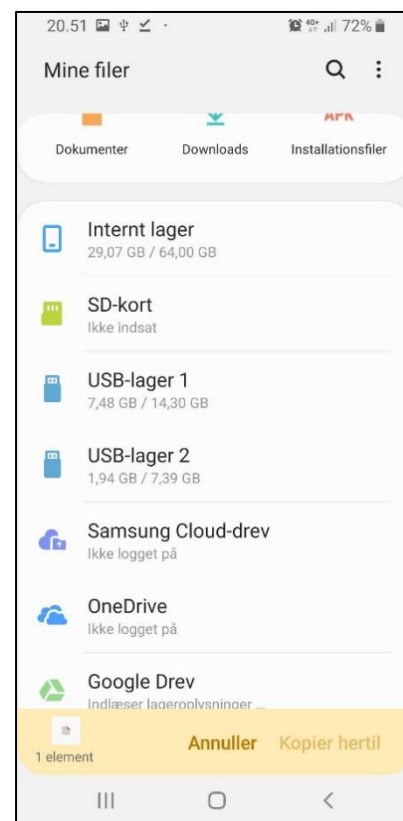 20.51 72%
Mine filer
APK
Dokumenter Downloads Installationsfiler
Internt lager
29,07 GB / 64,00 GB
SD-kort
Ikke indsat
USB-lager 1
7,48 GB / 14,30 GB
USB-lager 2
1,94 GB / 7,39 GB
Samsung Cloud-drev
Ikke logget på
OneDrive
Ikke logget på
Google Drev
Indlæser lageroplysninger ...
1 element Annuller Kopier hertil